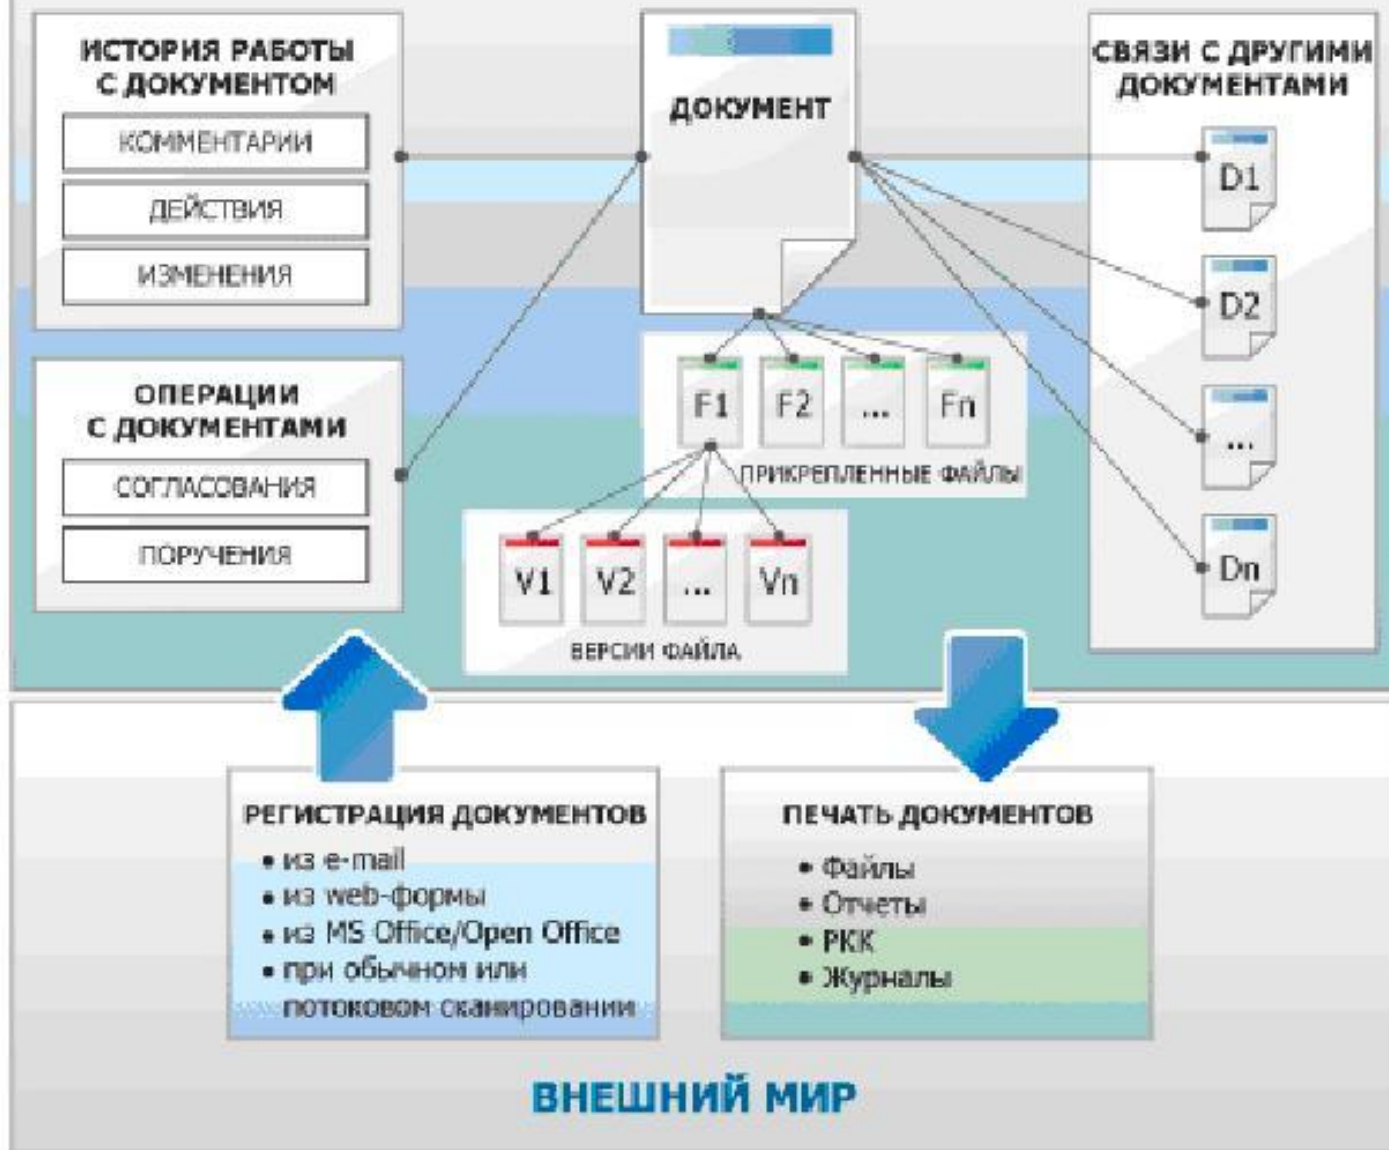 ИСТОРИЯ РАБОТЫ
С ДОКУМЕНТОМ
КОММЕНТАРИИ
ДЕЙСТВИЯ
ИЗМЕНЕНИЯ
ОПЕРАЦИИ
С ДОКУМЕНТАМИ
СОГЛАСОВАНИЯ
ПОРУЧЕНИЯ
ДОКУМЕНТ
F1
F2
...
Fn
ПРИКРЕПЛЕННЫЕ ФАЙЛЫ
V1
V2
...
Vn
ВЕРСИИ ФАЙЛА
СВЯЗИ С ДРУГИМИ
ДОКУМЕНТАМИ
D1
D2
...
Dn
РЕГИСТРАЦИЯ ДОКУМЕНТОВ
• из e-mail
• из web-формы
• из MS Office/Open Office
• при обычном или
потоковом сканировании
ПЕЧАТЬ ДОКУМЕНТОВ
• Файлы
• Отчеты
• РКК
• Журналы
ВНЕШНИЙ МИР